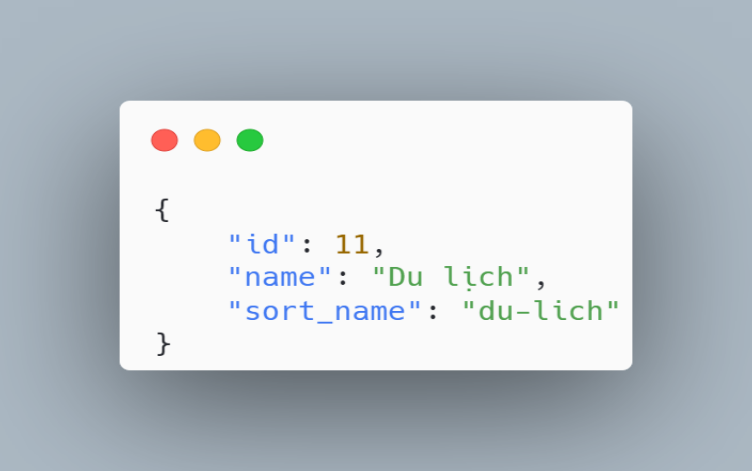 {
    "id": 11,
    "name": "Du lịch",
    "sort_name": "du-lich"
}